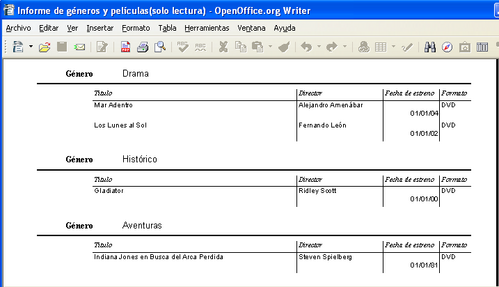 Informe de géneros y películas(solo lectura) - OpenOffice.org Writer
Archivo Editar Ver Insertar Formato Tabla Herramientas Ventana Ayuda
Género Drama
Título Director Fecha de estreno Formato
Mar Adentro Alejandro Amenábar 01/01/04 DVD
Los Lunes al Sol Fernando León 01/01/02 DVD
Género Histórico
Título Director Fecha de estreno Formato
Gladiator Ridley Scott 01/01/00 DVD
Género Aventuras
Título Director Fecha de estreno Formato
Indiana Jones en Busca del Arca Perdida Steven Spielberg 01/01/81 DVD